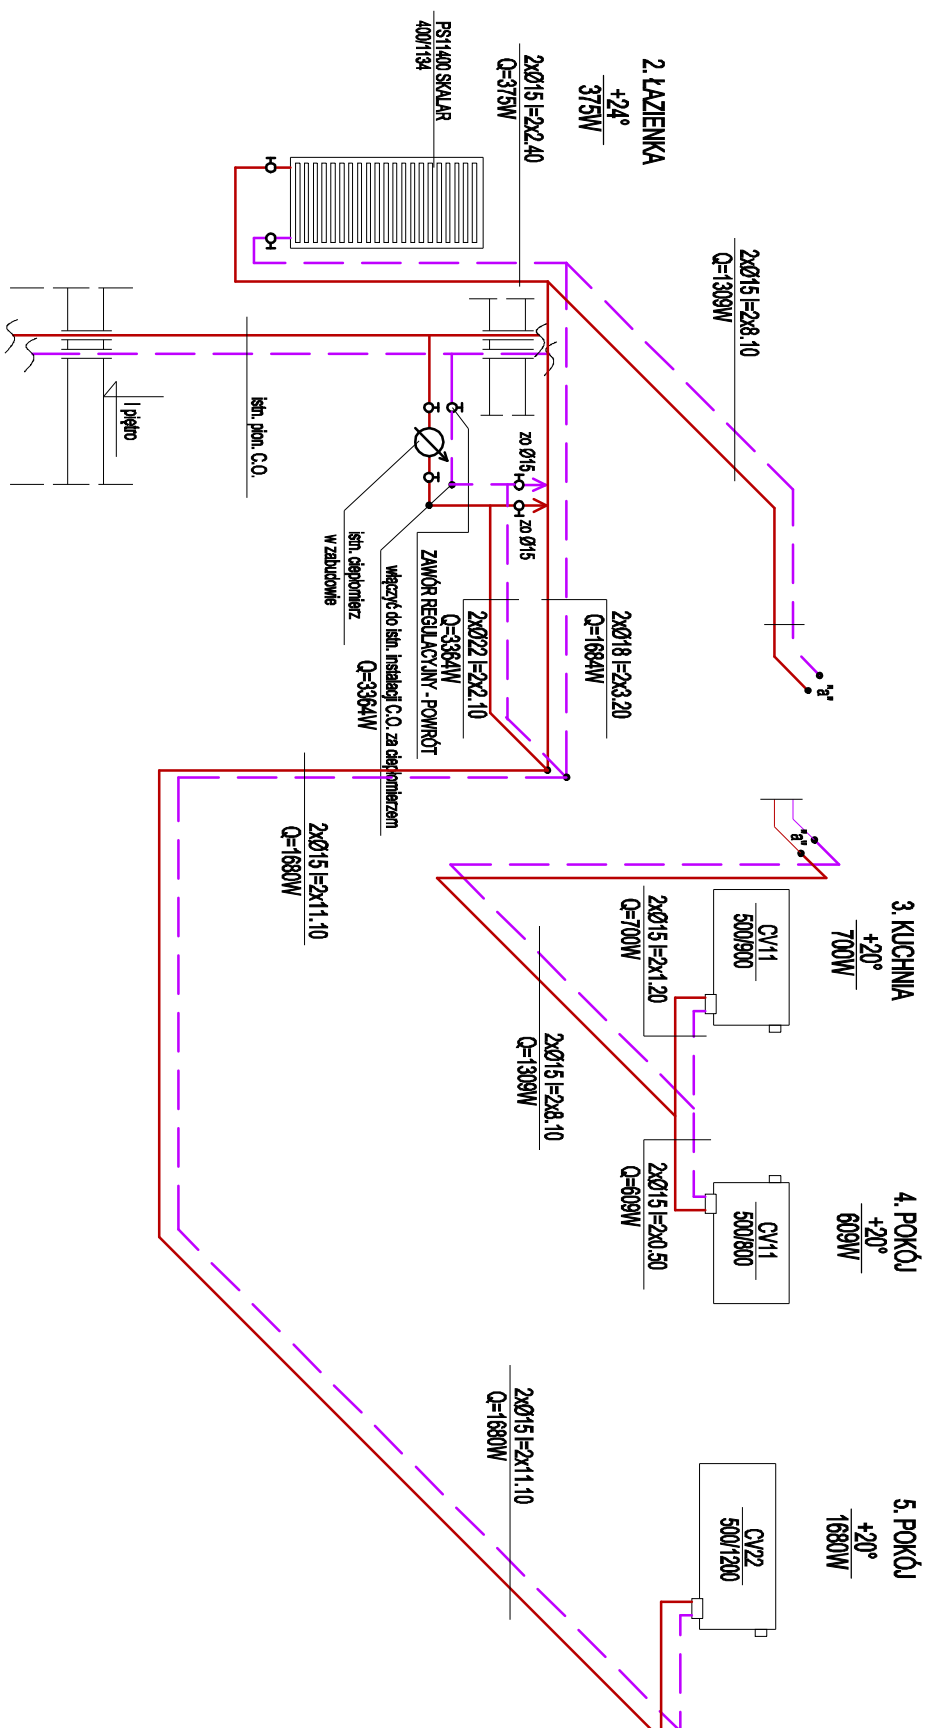 2. ŁAZIENKA
+24°
375W
2xØ15 l=2x2.40
Q=375W
PS11400 SKALAR
400/1134
2xØ15 l=2x8.10
Q=1309W
"a"
I piętro
istn. pion. C.O.
zo Ø15
zo Ø15
istn. ciepłomierz
w zabudowie
włączyć do istn. instalacji C.O. za ciepłomierzem
Q=3364W
ZAWÓR REGULACYJNY - POWRÓT
2xØ22 l=2x2.10
Q=3364W
2xØ18 l=2x3.20
Q=1684W
2xØ15 l=2x11.10
Q=1680W
3. KUCHNIA
+20°
700W
"a"
CV11
500/900
2xØ15 l=2x1.20
Q=700W
2xØ15 l=2x8.10
Q=1309W
4. POKÓJ
+20°
609W
CV11
500/800
2xØ15 l=2x0.50
Q=609W
5. POKÓJ
+20°
1680W
CV22
500/1200
2xØ15 l=2x11.10
Q=1680W